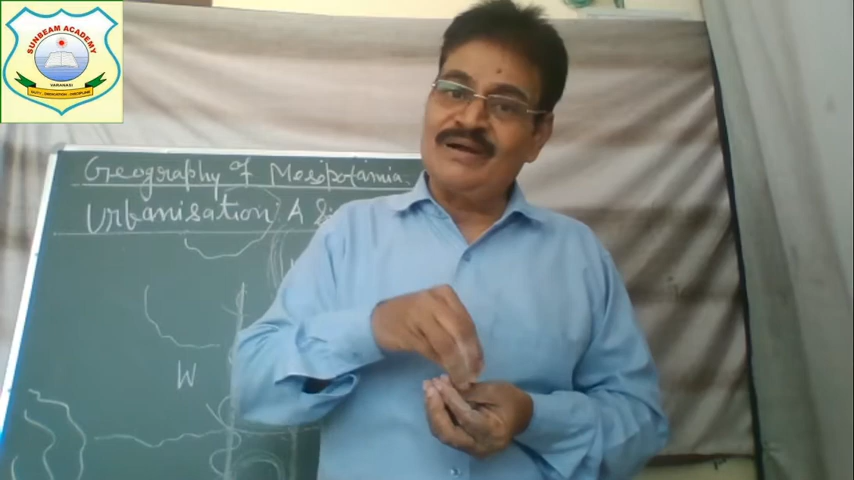 SUNBEAM ACADEMY
VARANASI
Geography of Mesopotamia.
Urbanisation A
W